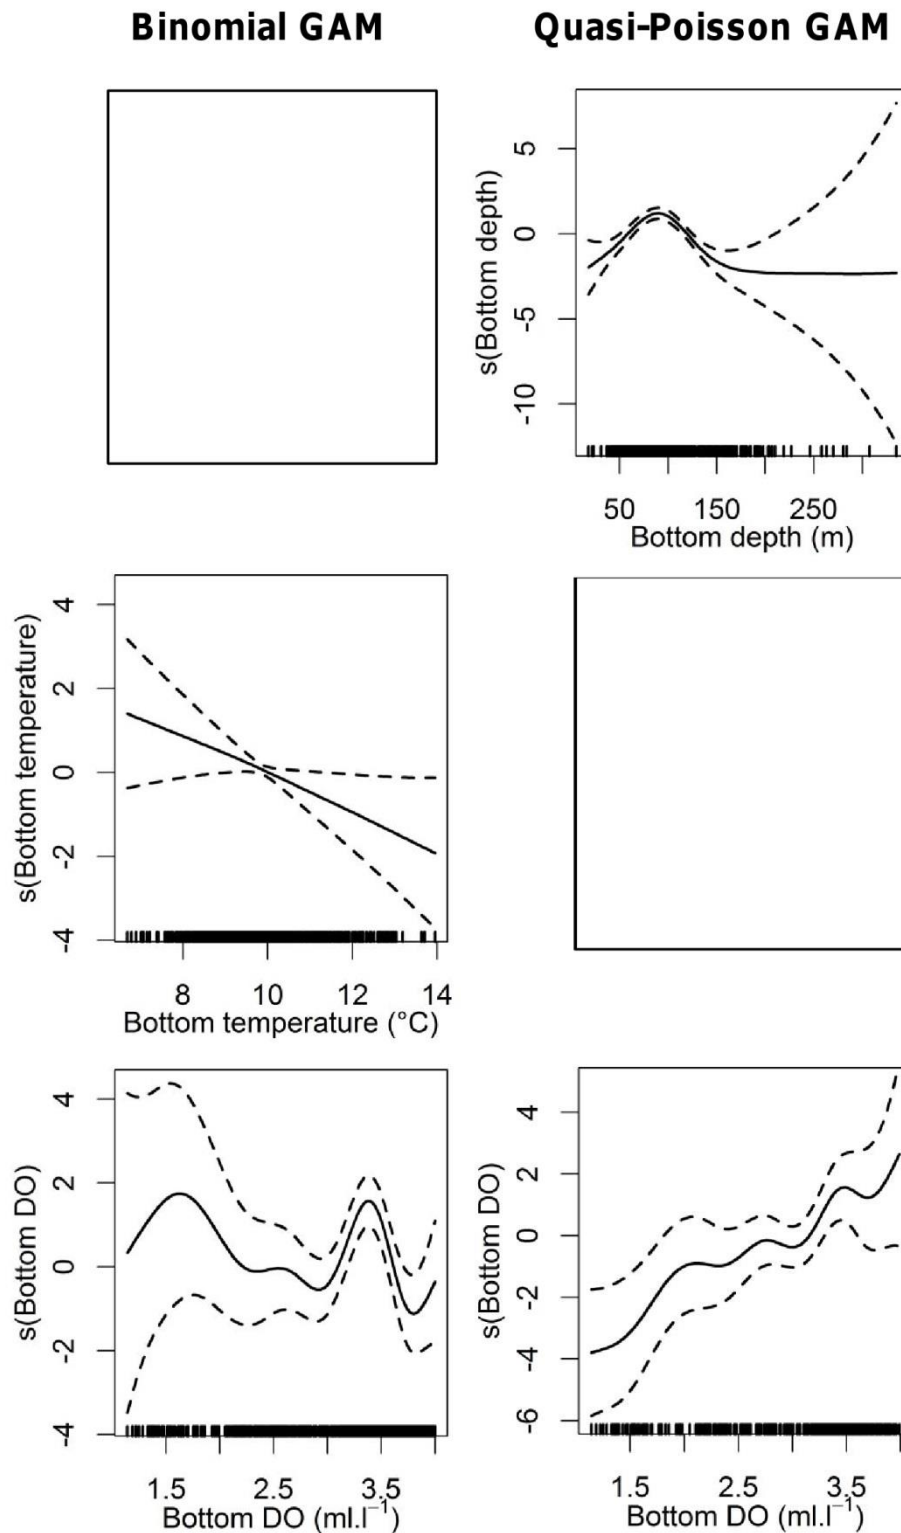 Binomial GAM
Quasi-Poisson GAM
s(Bottom depth)
5
0
-5
-10
50 150 250
Bottom depth (m)
s(Bottom temperature)
4
2
0
-2
-4
8 10 12 14
Bottom temperature (°C)
s(Bottom DO)
4
2
0
-2
-4
1.5 2.5 3.5
Bottom DO (ml.l⁻¹)
s(Bottom DO)
4
2
0
-2
-4
-6
1.5 2.5 3.5
Bottom DO (ml.l⁻¹)